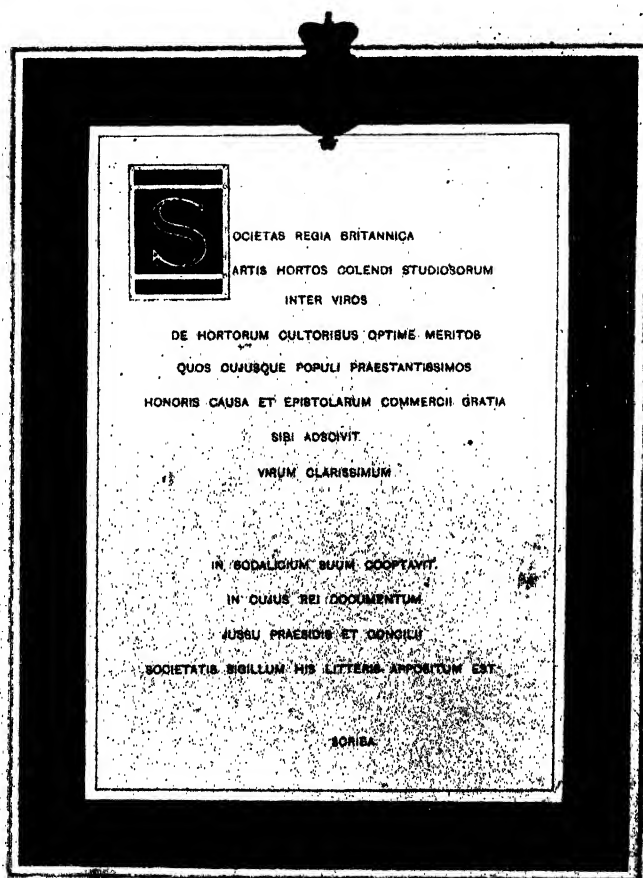 SOCIETAS REGIA BRITANNICA
ARTIS HORTOS COLENDI STUDIOSORUM
INTER VIROS
DE HORTORUM CULTORIBUS OPTIME MERITOS
QUOS CUJUSQUE POPULI PRAESTANTISSIMOS
HONORIS CAUSA ET EPISTOLARUM COMMERCII GRATIA
SIBI ADSCIVIT
VIRUM CLARISSIMUM
IN SODALICIUM SUUM COOPTAVIT.
IN CUJUS REI DOCUMENTUM
JUSSU PRAESIDIS ET CONCILII
SOCIETATIS SIGILLUM HIS LITTERIS APPOSITUM EST.
SCRIBA.